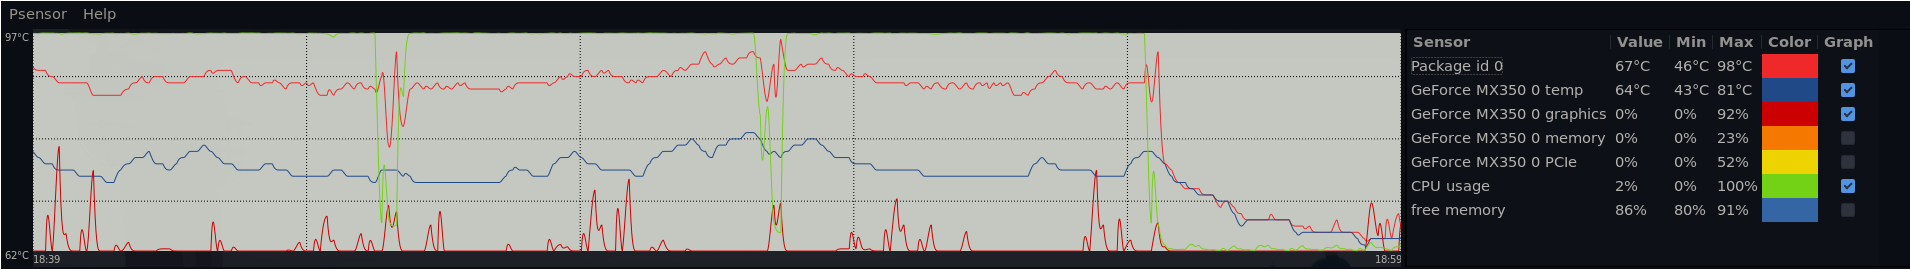 Psensor Help
97°C
62°C
18:39 18:59
Sensor Value Min Max Color Graph
Package id 0 67°C 46°C 98°C
GeForce MX350 0 temp 64°C 43°C 81°C
GeForce MX350 0 graphics 0% 0% 92%
GeForce MX350 0 memory 0% 0% 23%
GeForce MX350 0 PCIe 0% 0% 52%
CPU usage 2% 0% 100%
free memory 86% 80% 91%